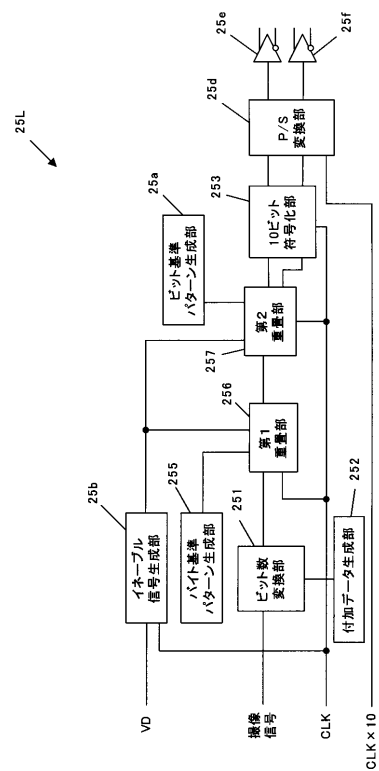 25L
25e
25f
25d
P/S
変換部
253
10ビット
符号化部
25a
ビット基準
パターン生成部
257
第2
重畳部
256
第1
重畳部
25b
イネーブル
信号生成部
255
バイト基準
パターン生成部
251
ビット数
変換部
252
付加データ生成部
VD
撮像
信号
CLK
CLK×10